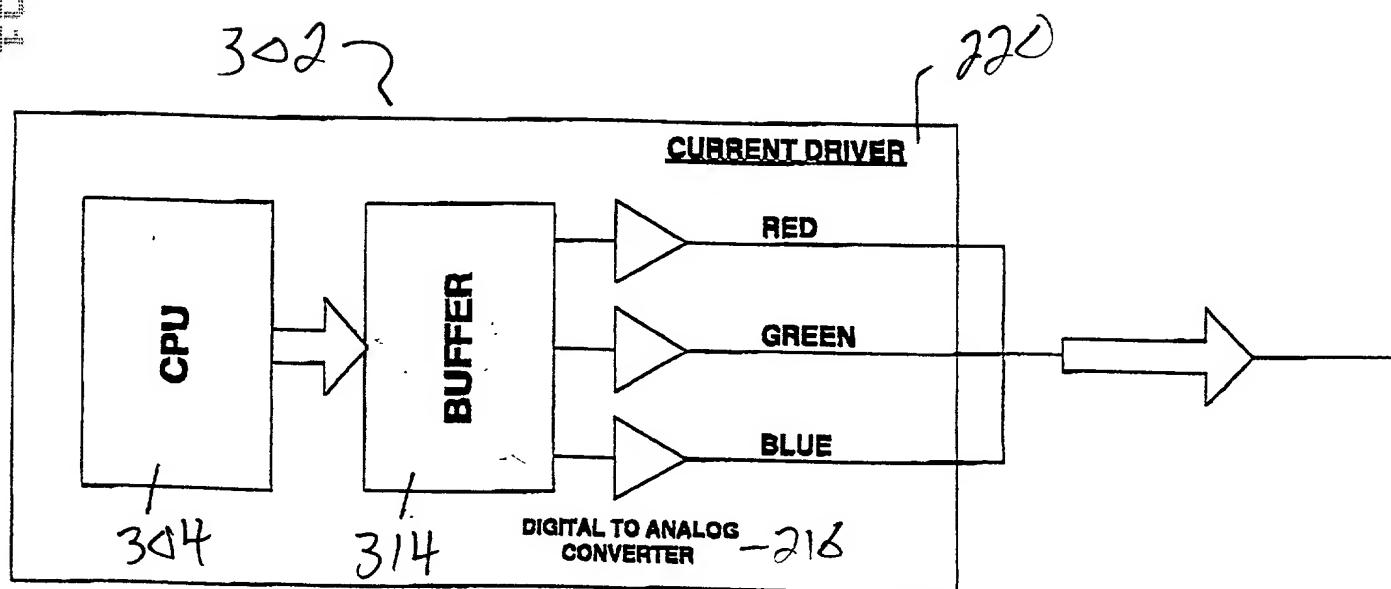 302
220
CURRENT DRIVER
RED
CPU
BUFFER
GREEN
BLUE
304
314
DIGITAL TO ANALOG
CONVERTER
-216